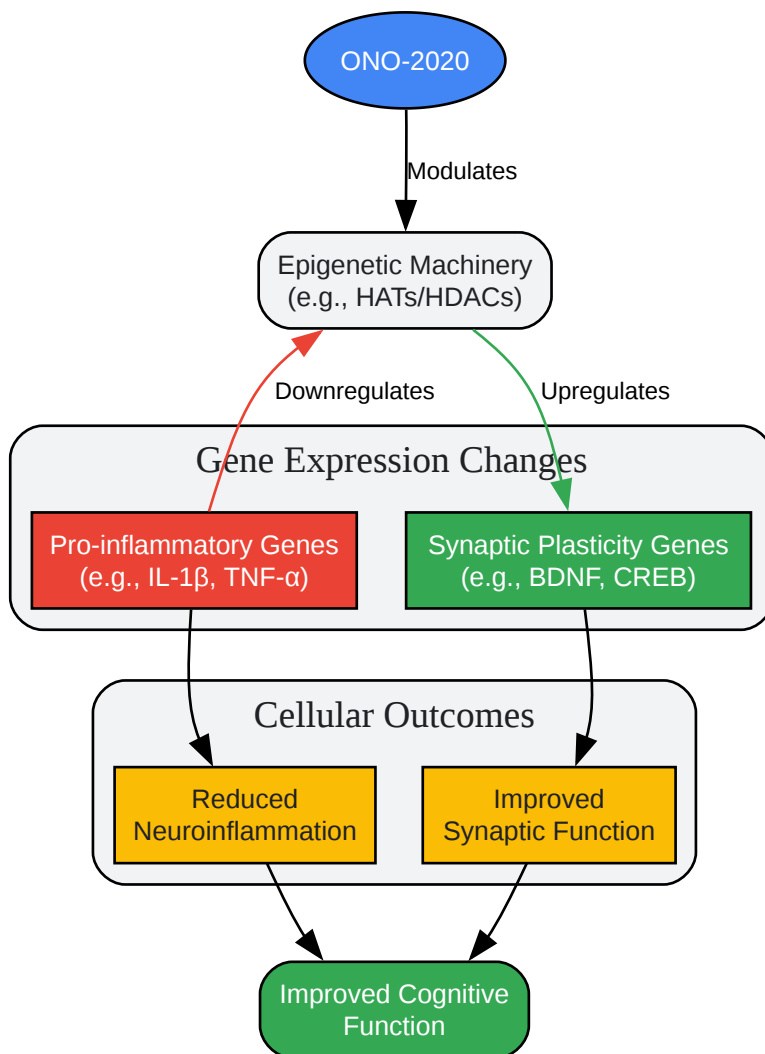 ONO-2020
Modulates
Epigenetic Machinery
(e.g., HATs/HDACs)
Downregulates
Upregulates
Gene Expression Changes
Pro-inflammatory Genes
(e.g., IL-1β, TNF-α)
Synaptic Plasticity Genes
(e.g., BDNF, CREB)
Cellular Outcomes
Reduced
Neuroinflammation
Improved
Synaptic Function
Improved Cognitive
Function